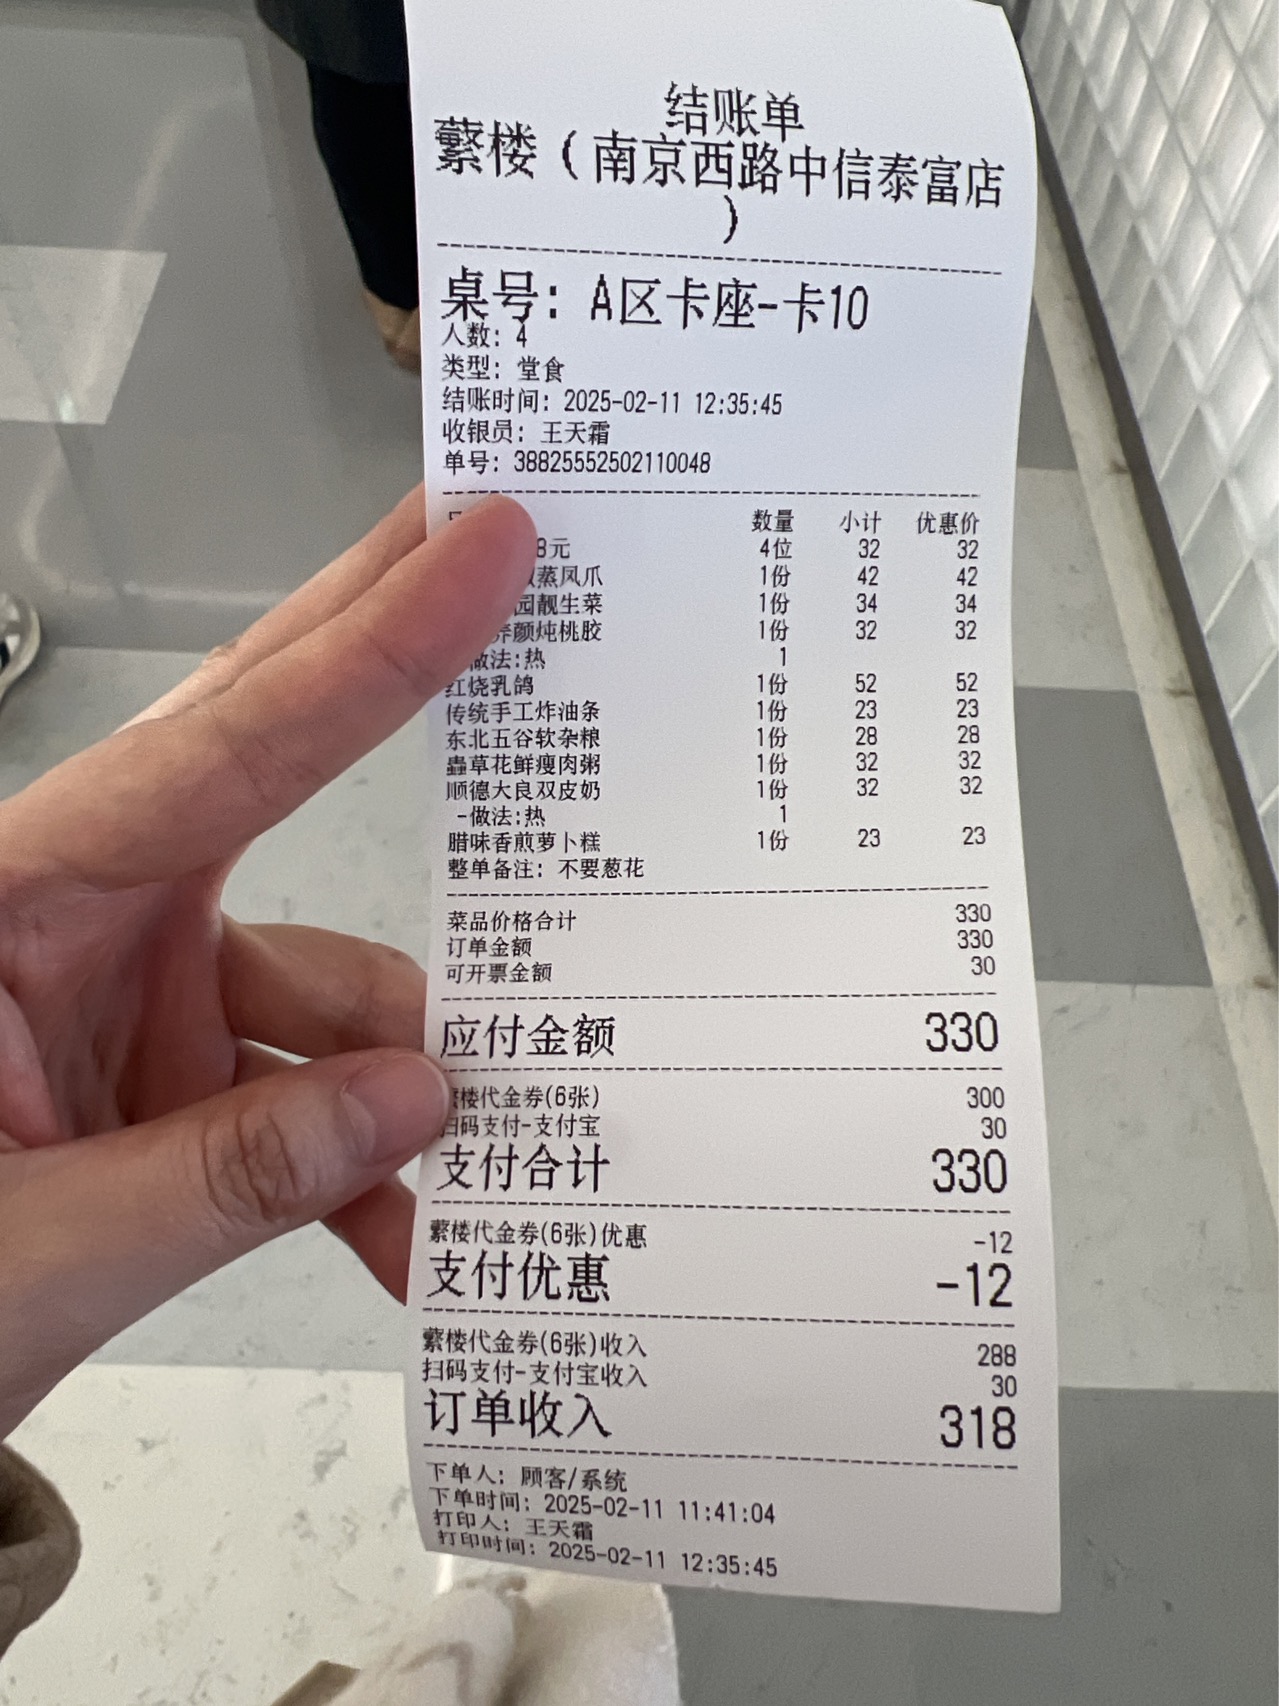 结账单
蘩楼（南京西路中信泰富店
）
桌号：A区卡座-卡10
人数：4
类型：堂食
结账时间：2025-02-11 12:35:45
收银员：王天霜
单号：38825552502110048
数量 小计 优惠价
8元 4位 32 32
蒸凤爪 1份 42 42
园靓生菜 1份 34 34
养颜炖桃胶 1份 32 32
做法:热 1
红烧乳鸽 1份 52 52
传统手工炸油条 1份 23 23
东北五谷软杂粮 1份 28 28
蟲草花鲜瘦肉粥 1份 32 32
顺德大良双皮奶 1份 32 32
-做法:热 1
腊味香煎萝卜糕 1份 23 23
整单备注：不要葱花
菜品价格合计 330
订单金额 330
可开票金额 30
应付金额 330
蘩楼代金券(6张) 300
扫码支付-支付宝 30
支付合计 330
蘩楼代金券(6张)优惠 -12
支付优惠 -12
蘩楼代金券(6张)收入 288
扫码支付-支付宝收入 30
订单收入 318
下单人：顾客/系统
下单时间：2025-02-11 11:41:04
打印人：王天霜
打印时间：2025-02-11 12:35:45